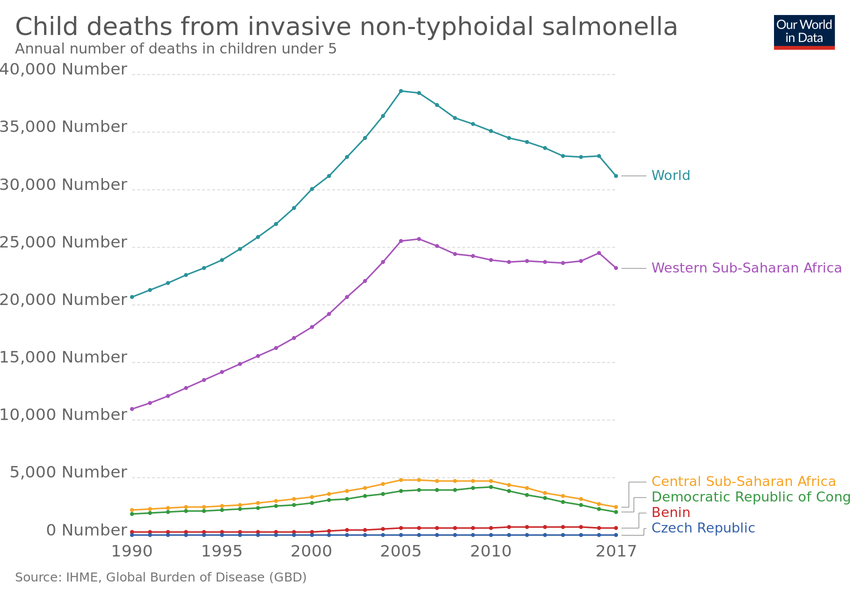 Child deaths from invasive non-typhoidal salmonella
Annual number of deaths in children under 5
Our World
in Data
40,000 Number
35,000 Number
30,000 Number
25,000 Number
20,000 Number
15,000 Number
10,000 Number
5,000 Number
0 Number
World
Western Sub-Saharan Africa
Central Sub-Saharan Africa
Democratic Republic of Cong
Benin
Czech Republic
1990
1995
2000
2005
2010
2017
Source: IHME, Global Burden of Disease (GBD)